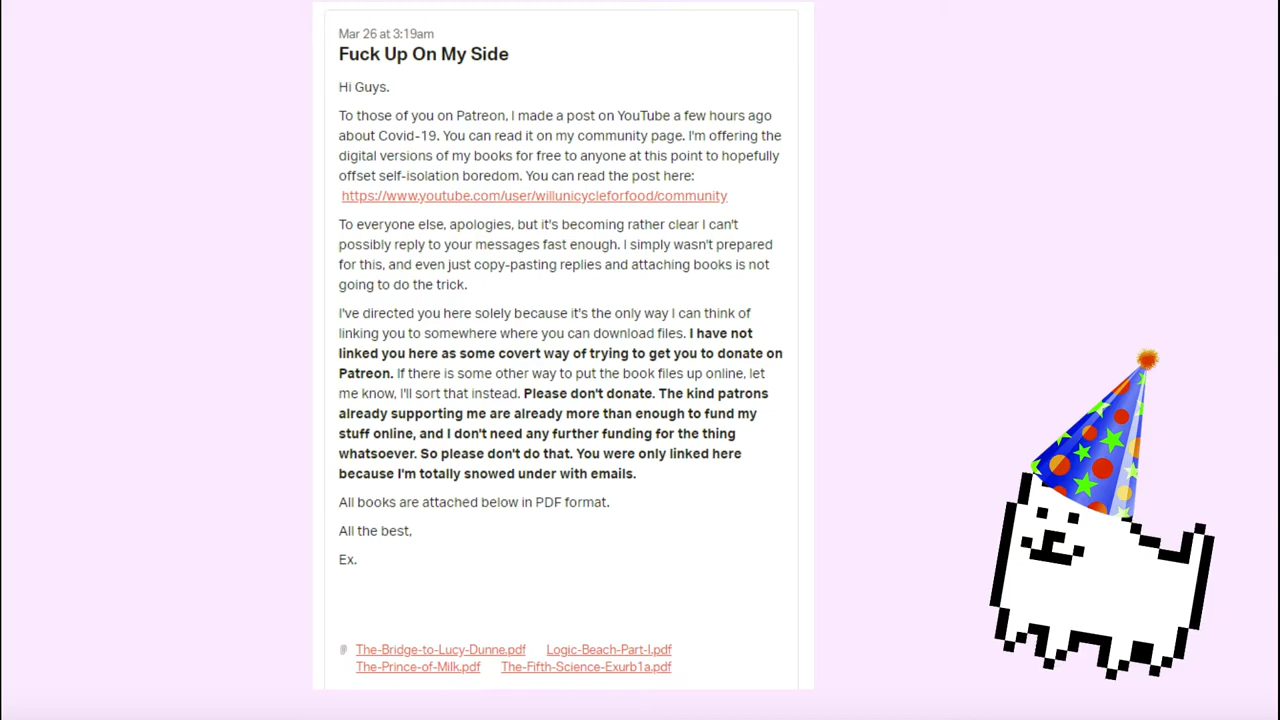 Mar 26 at 3:19am
Fuck Up On My Side
Hi Guys.
To those of you on Patreon, I made a post on YouTube a few hours ago
about Covid-19. You can read it on my community page. I'm offering the
digital versions of my books for free to anyone at this point to hopefully
offset self-isolation boredom. You can read the post here:
https://www.youtube.com/user/willunicycleforfood/community
To everyone else, apologies, but it's becoming rather clear I can't
possibly reply to your messages fast enough. I simply wasn't prepared
for this, and even just copy-pasting replies and attaching books is not
going to do the trick.
I've directed you here solely because it's the only way I can think of
linking you to somewhere where you can download files. I have not
linked you here as some covert way of trying to get you to donate on
Patreon. If there is some other way to put the book files up online, let
me know, I'll sort that instead. Please don't donate. The kind patrons
already supporting me are already more than enough to fund my
stuff online, and I don't need any further funding for the thing
whatsoever. So please don't do that. You were only linked here
because I'm totally snowed under with emails.
All books are attached below in PDF format.
All the best,
Ex.
The-Bridge-to-Lucy-Dunne.pdf Logic-Beach-Part-I.pdf
The-Prince-of-Milk.pdf The-Fifth-Science-Exurb1a.pdf